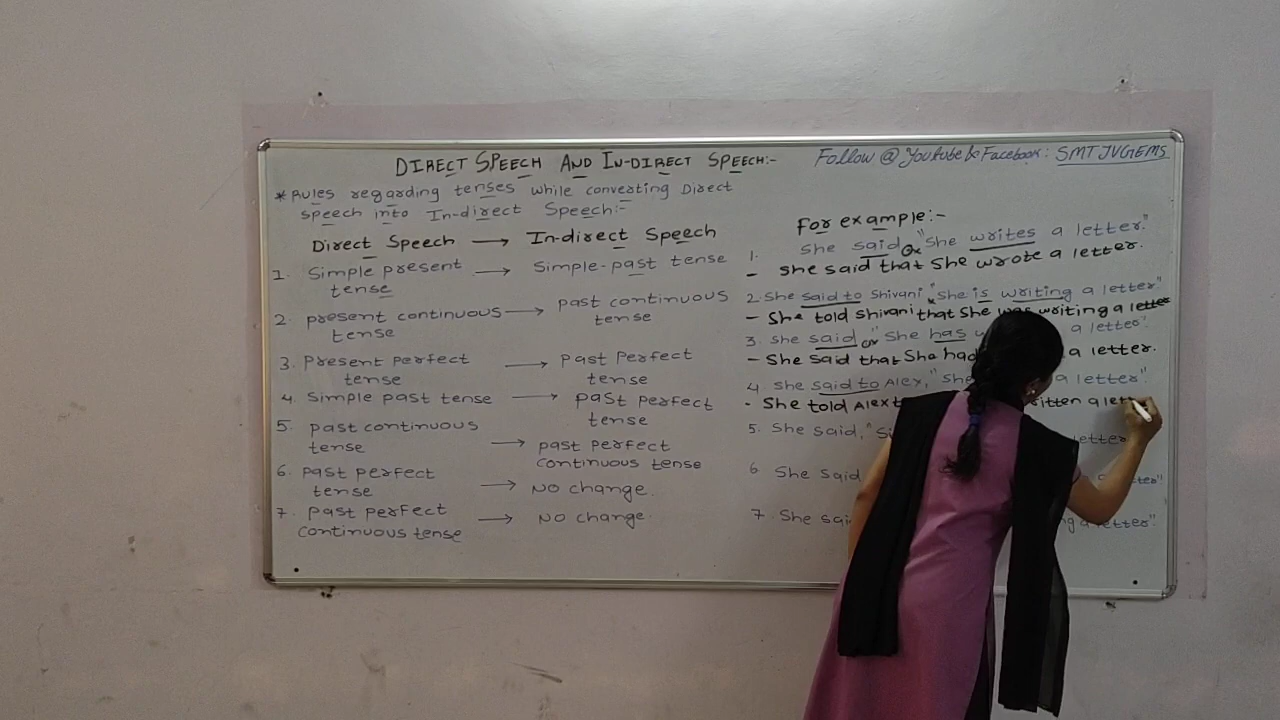 DIRECT SPEECH AND IN-DIRECT SPEECH:-
Follow @ Youtube & Facebook: SMT JVGEMS
* Rules regarding tenses while converting Direct
speech into In-direct Speech:-
Direct Speech → In-direct Speech
1. Simple present → Simple-past tense
tense
2. present continuous → past continuous
tense tense
3. Present perfect → Past Perfect
tense tense
4. Simple past tense → past perfect
tense
5. past continuous → past perfect
tense continuous tense
6. past perfect → No change.
tense
7. past perfect → No change.
continuous tense
For example:-
1. She said "She writes a letter."
- She said that She wrote a letter.
2. She said to Shivani "She is writing a letter"
- She told Shivani that She was writing a letter
3. She said "She has a letter"
- She said that She had a letter.
4. She said to Alex, "She a letter".
- She told Alex a lett
5. She said, " letter
6. She said
7. She said a letter".